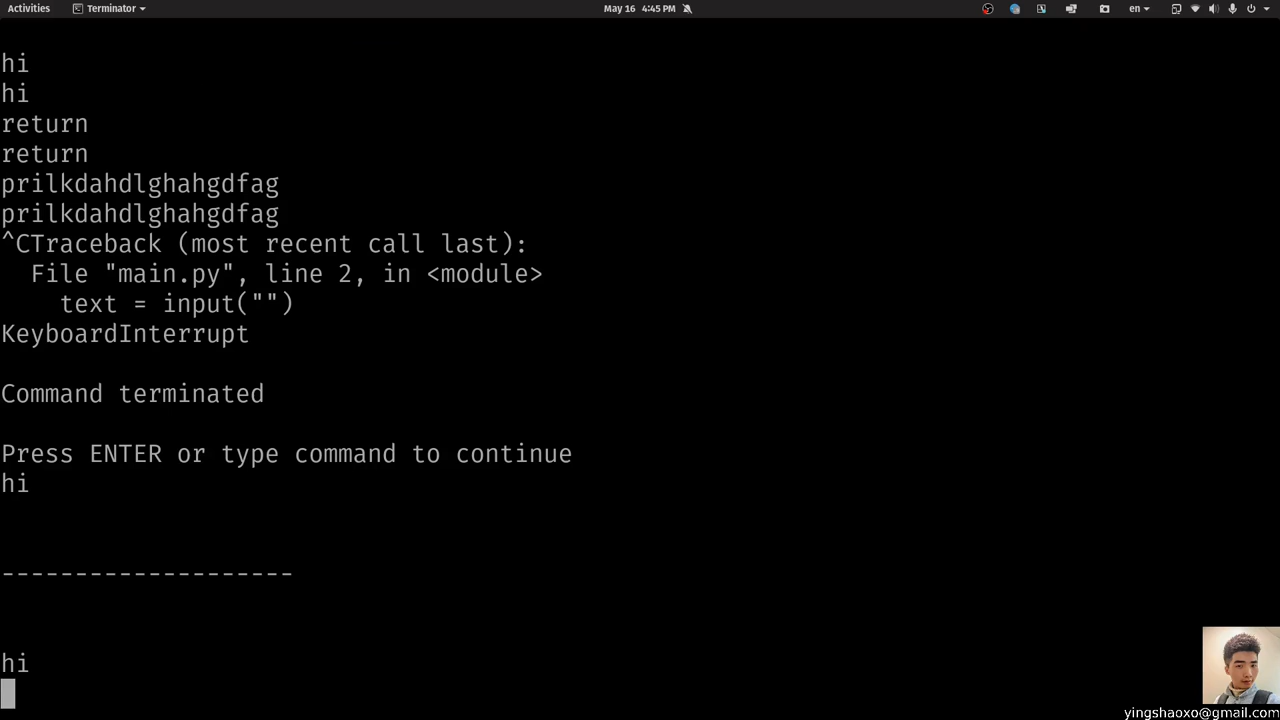 Activities
Terminator
May 16 4:45 PM
en
hi
hi
return
return
prilkdahdlghahgdfag
prilkdahdlghahgdfag
^CTraceback (most recent call last):
  File "main.py", line 2, in <module>
    text = input("")
KeyboardInterrupt
Command terminated
Press ENTER or type command to continue
hi
--------------------
hi
yingshaoxo@gmail.com